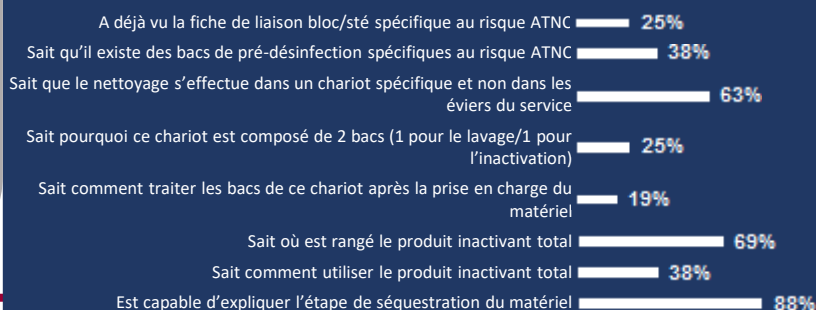 A déjà vu la fiche de liaison bloc/sté spécifique au risque ATNC 25%
Sait qu'il existe des bacs de pré-désinfection spécifiques au risque ATNC 38%
Sait que le nettoyage s'effectue dans un chariot spécifique et non dans les
éviers du service 63%
Sait pourquoi ce chariot est composé de 2 bacs (1 pour le lavage/1 pour
l'inactivation) 25%
Sait comment traiter les bacs de ce chariot après la prise en charge du
matériel 19%
Sait où est rangé le produit inactivant total 69%
Sait comment utiliser le produit inactivant total 38%
Est capable d'expliquer l'étape de séquestration du matériel 88%